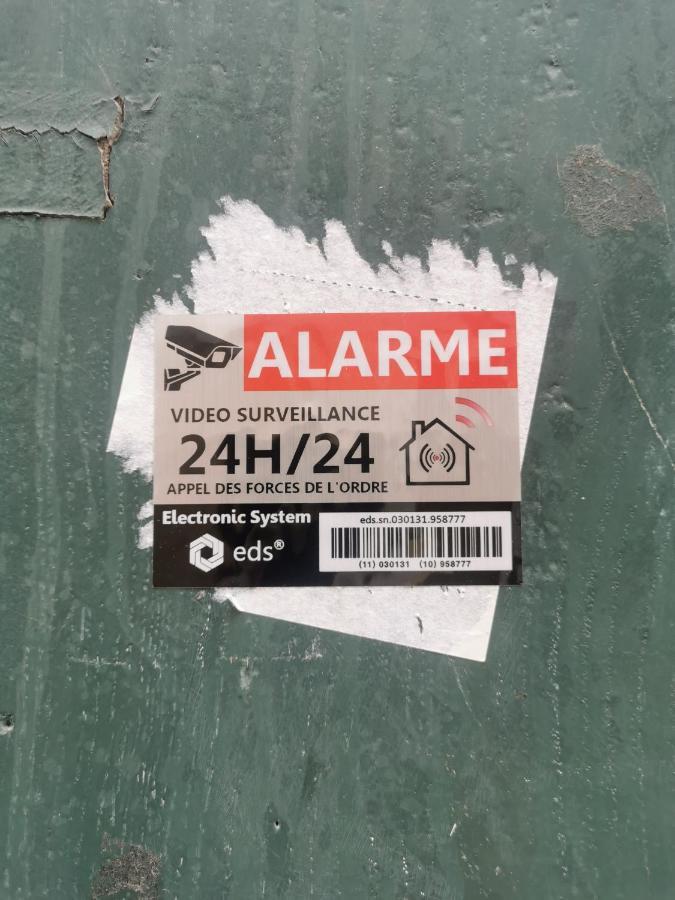 ALARME
VIDEO SURVEILLANCE
24H/24
APPEL DES FORCES DE L'ORDRE
Electronic System
eds®
eds.sn.030131.958777
(11) 030131 (10) 958777